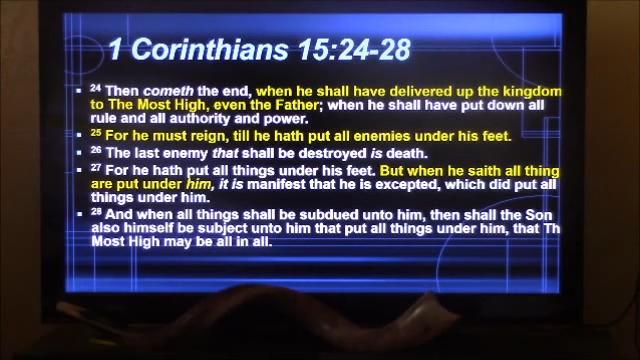 1 Corinthians 15:24-28
24 Then cometh the end, when he shall have delivered up the kingdom
to The Most High, even the Father; when he shall have put down all
rule and all authority and power.
25 For he must reign, till he hath put all enemies under his feet.
26 The last enemy that shall be destroyed is death.
27 For he hath put all things under his feet. But when he saith all thing
are put under him, it is manifest that he is excepted, which did put all
things under him.
28 And when all things shall be subdued unto him, then shall the Son
also himself be subject unto him that put all things under him, that Th
Most High may be all in all.